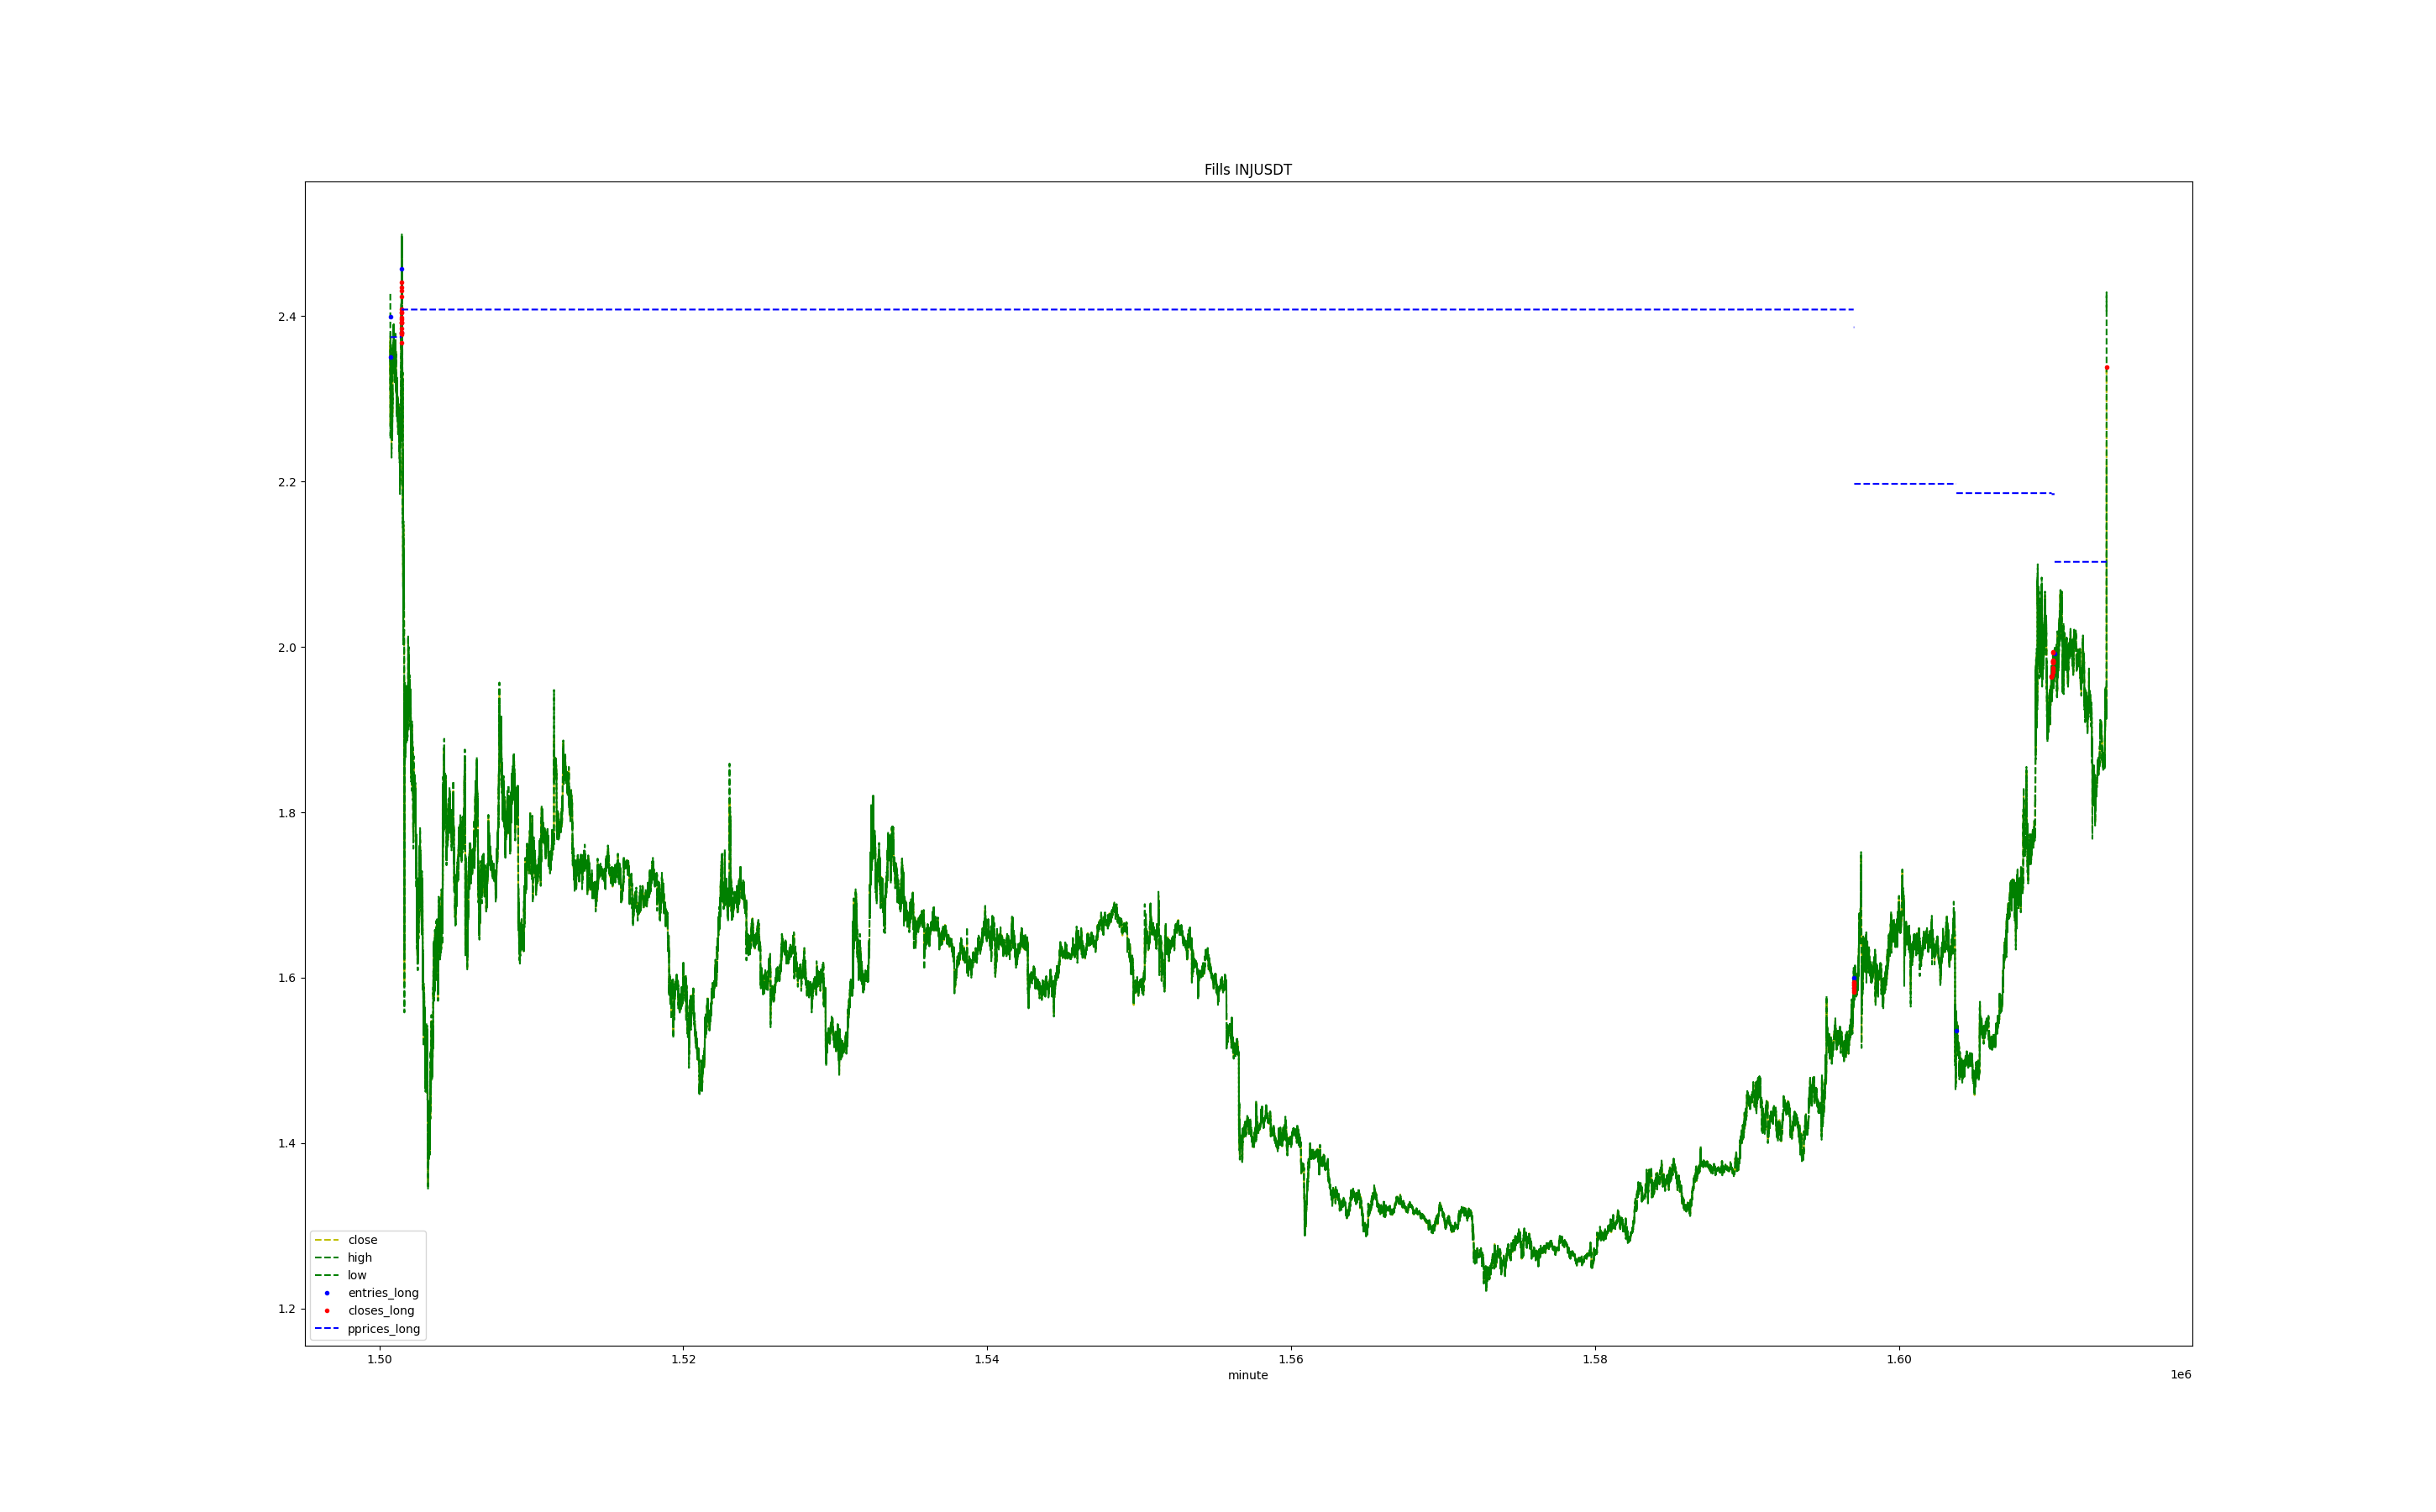 Fills INJUSDT
2.4
2.2
2.0
1.8
1.6
1.4
1.2
close
high
low
entries_long
closes_long
pprices_long
1.50
1.52
1.54
1.56
1.58
1.60
minute
1e6